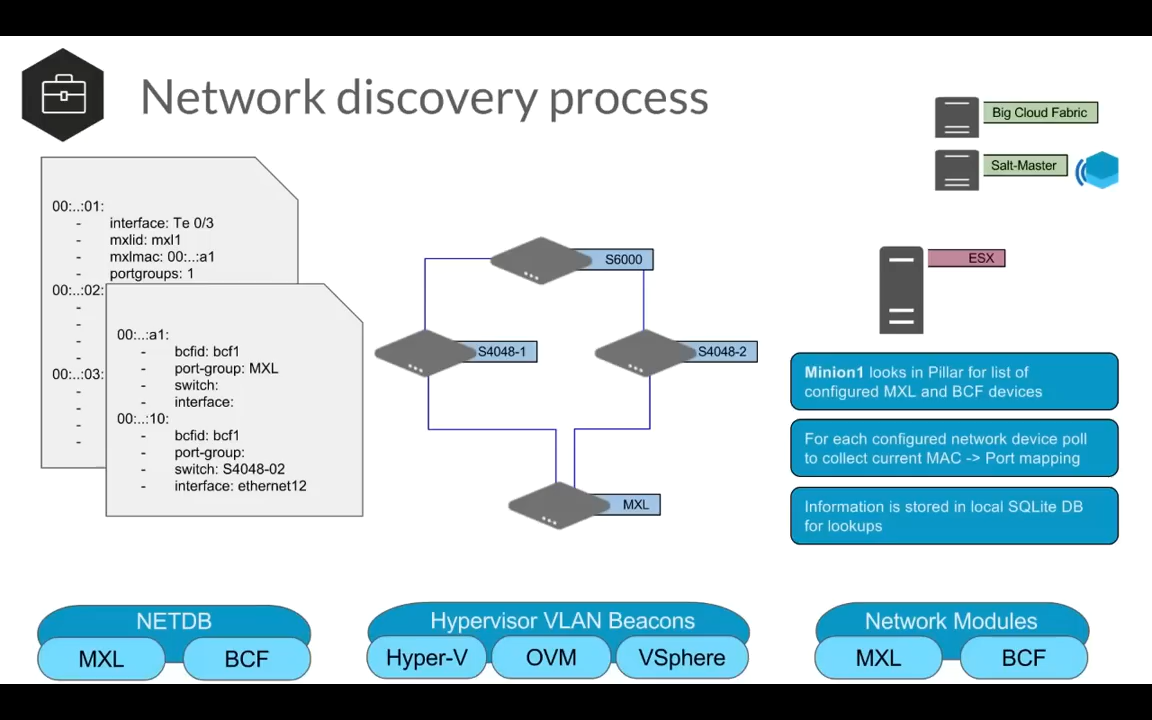 Network discovery process
Big Cloud Fabric
Salt-Master
00:..:01:
- interface: Te 0/3
- mxlid: mxl1
- mxlmac: 00:..:a1
- portgroups: 1
00:..:02:
-
-
-
-
00:..:03:
-
-
-
-
00:..:a1:
- bcfid: bcf1
- port-group: MXL
- switch:
- interface:
00:..:10:
- bcfid: bcf1
- port-group:
- switch: S4048-02
- interface: ethernet12
S6000
S4048-1
S4048-2
MXL
ESX
Minion1 looks in Pillar for list of
configured MXL and BCF devices
For each configured network device poll
to collect current MAC -> Port mapping
Information is stored in local SQLite DB
for lookups
NETDB
MXL
BCF
Hypervisor VLAN Beacons
Hyper-V
OVM
VSphere
Network Modules
MXL
BCF